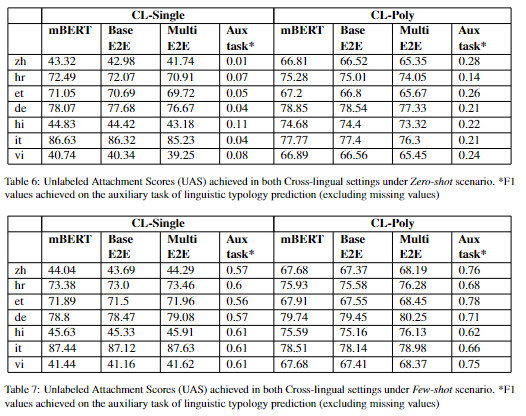 CL-Single CL-Poly
mBERT Base E2E Multi E2E Aux task* mBERT Base E2E Multi E2E Aux task*
zh 43.32 42.98 41.74 0.01 66.81 66.52 65.35 0.28
hr 72.49 72.07 70.91 0.07 75.28 75.01 74.05 0.14
et 71.05 70.69 69.72 0.05 67.2 66.8 65.67 0.26
de 78.07 77.68 76.67 0.04 78.85 78.54 77.33 0.21
hi 44.83 44.42 43.18 0.11 74.68 74.4 73.32 0.22
it 86.63 86.32 85.23 0.04 77.77 77.4 76.3 0.24
vi 40.74 40.34 39.25 0.08 66.89 66.56 65.45 0.24
Table 6: Unlabeled Attachment Scores (UAS) achieved in both Cross-lingual settings under Zero-shot scenario. *F1
values achieved on the auxiliary task of linguistic typology prediction (excluding missing values)
CL-Single CL-Poly
mBERT Base E2E Multi E2E Aux task* mBERT Base E2E Multi E2E Aux task*
zh 44.04 43.69 44.29 0.57 67.68 67.37 68.19 0.76
hr 73.38 73.0 73.46 0.6 75.93 75.58 76.28 0.68
et 71.89 71.5 71.96 0.56 67.91 67.55 68.45 0.78
de 78.8 78.47 79.08 0.57 79.74 79.45 80.25 0.71
hi 45.63 45.33 45.91 0.61 75.59 75.16 76.13 0.62
it 87.44 87.12 87.63 0.61 78.51 78.14 78.98 0.66
vi 41.44 41.16 41.62 0.61 67.68 67.41 68.37 0.75
Table 7: Unlabeled Attachment Scores (UAS) achieved in both Cross-lingual settings under Few-shot scenario. *F1
values achieved on the auxiliary task of linguistic typology prediction (excluding missing values)